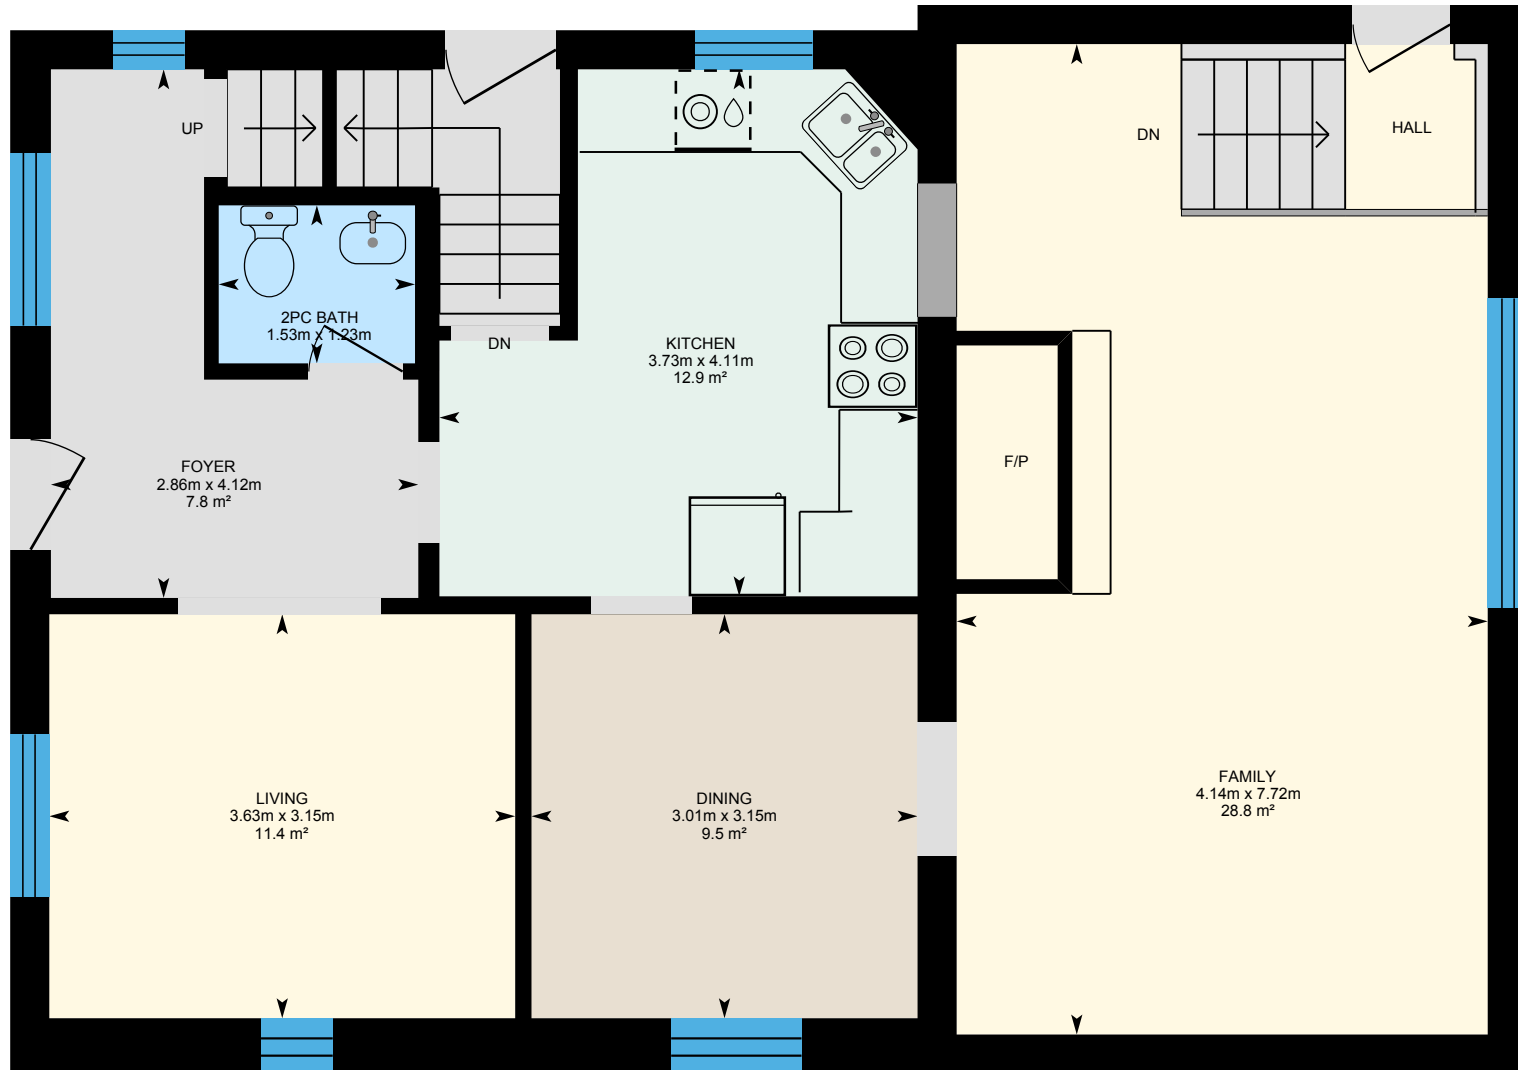 UP
DN
HALL
2PC BATH
1.53m x 1.23m
DN
KITCHEN
3.73m x 4.11m
12.9 m²
FOYER
2.86m x 4.12m
7.8 m²
F/P
LIVING
3.63m x 3.15m
11.4 m²
DINING
3.01m x 3.15m
9.5 m²
FAMILY
4.14m x 7.72m
28.8 m²